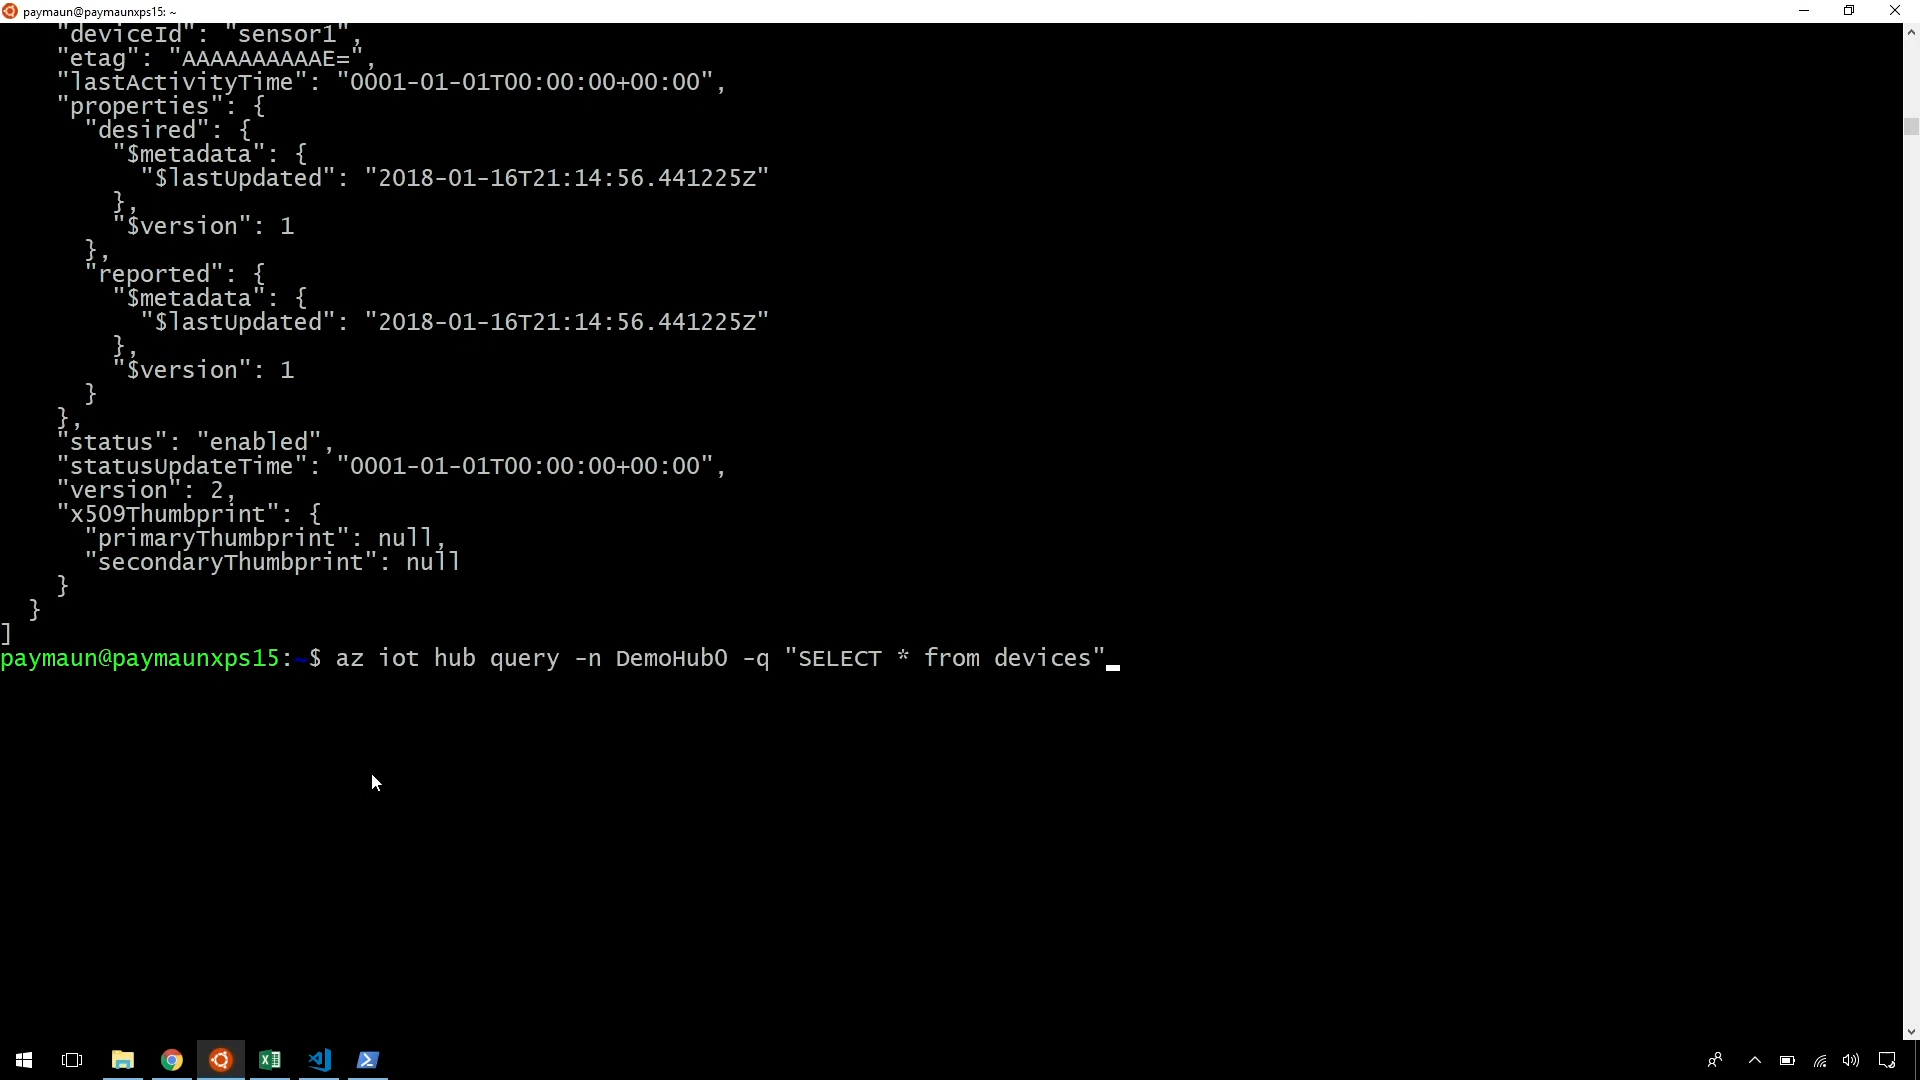 paymaun@paymaunxps15: ~
"deviceId": "sensor1",
"etag": "AAAAAAAAAAE=",
"lastActivityTime": "0001-01-01T00:00:00+00:00",
"properties": {
"desired": {
"$metadata": {
"$lastUpdated": "2018-01-16T21:14:56.441225Z"
},
"$version": 1
},
"reported": {
"$metadata": {
"$lastUpdated": "2018-01-16T21:14:56.441225Z"
},
"$version": 1
}
},
"status": "enabled",
"statusUpdateTime": "0001-01-01T00:00:00+00:00",
"version": 2,
"x509Thumbprint": {
"primaryThumbprint": null,
"secondaryThumbprint": null
}
}
]
paymaun@paymaunxps15:~$ az iot hub query -n DemoHub0 -q "SELECT * from devices"